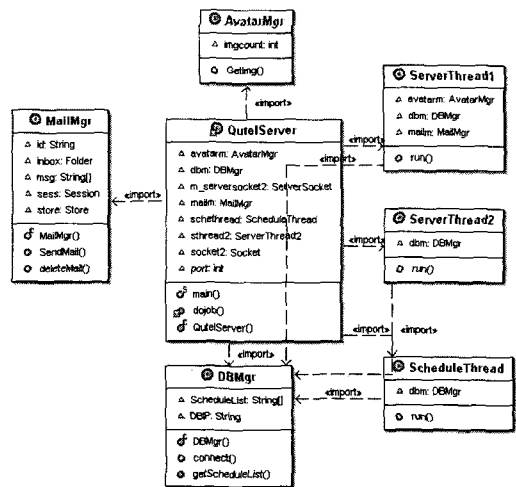 AvatarMgr
imgcount: int
GetImg()
«import»
MailMgr
id: String
inbox: Folder
msg: String[]
sess: Session
store: Store
MailMgr()
SendMail()
deleteMail()
«import»
QutelServer
avatarm: AvatarMgr
dbm: DBMgr
m_serversocket2: ServerSocket
mailm: MailMgr
schethread: ScheduleThread
sthread2: ServerThread2
socket2: Socket
port: int
main()
dojob()
QutelServer()
«import»
«import»
ServerThread1
avatarm: AvatarMgr
dbm: DBMgr
mailm: MailMgr
run()
«import»
ServerThread2
dbm: DBMgr
run()
«import»
«import»
«import»
DBMgr
ScheduleList: String[]
DBIP: String
DBMgr()
connect()
getScheduleList()
«import»
ScheduleThread
dbm: DBMgr
run()